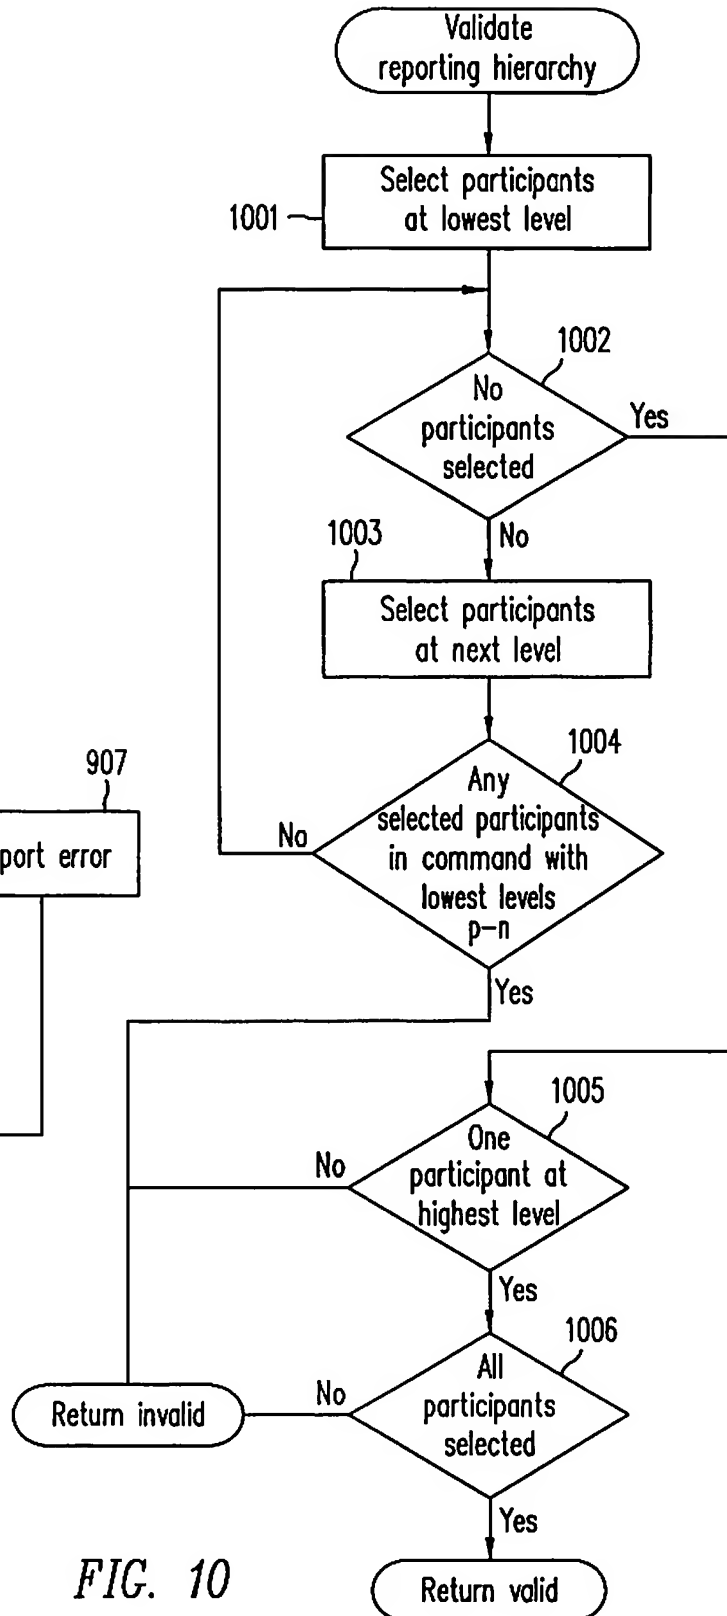 Validate
reporting hierarchy
Select participants
at lowest level
1001
1002
No
participants
selected
Yes
No
1003
Select participants
at next level
907
port error
1004
Any
selected participants
in command with
lowest levels
p-n
No
Yes
1005
One
participant at
highest level
No
Yes
1006
All
participants
selected
No
Return invalid
Yes
Return valid
FIG. 10